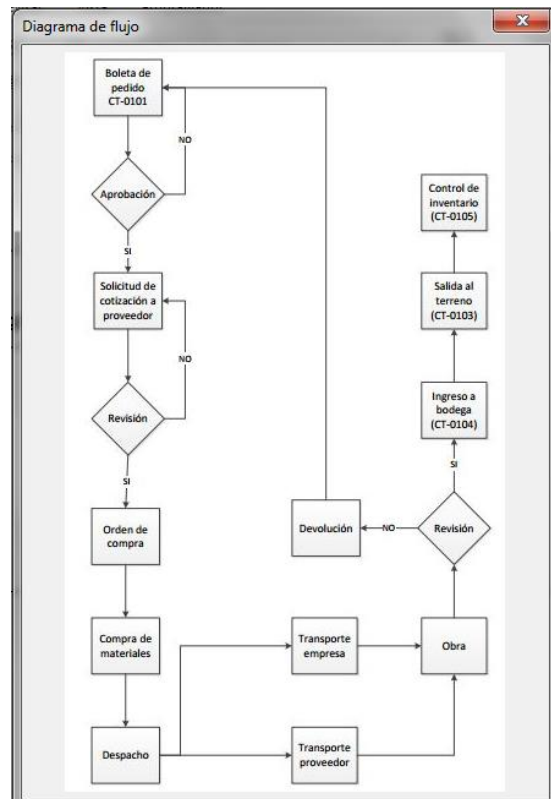 Diagrama de flujo
Boleta de
pedido
CT-0101
NO
Aprobación
SI
Solicitud de
cotización a
proveedor
NO
Revisión
SI
Orden de
compra
Compra de
materiales
Despacho
Transporte
empresa
Transporte
proveedor
Obra
Revisión
NO
Devolución
SI
Ingreso a
bodega
(CT-0104)
Salida al
terreno
(CT-0103)
Control de
inventario
(CT-0105)